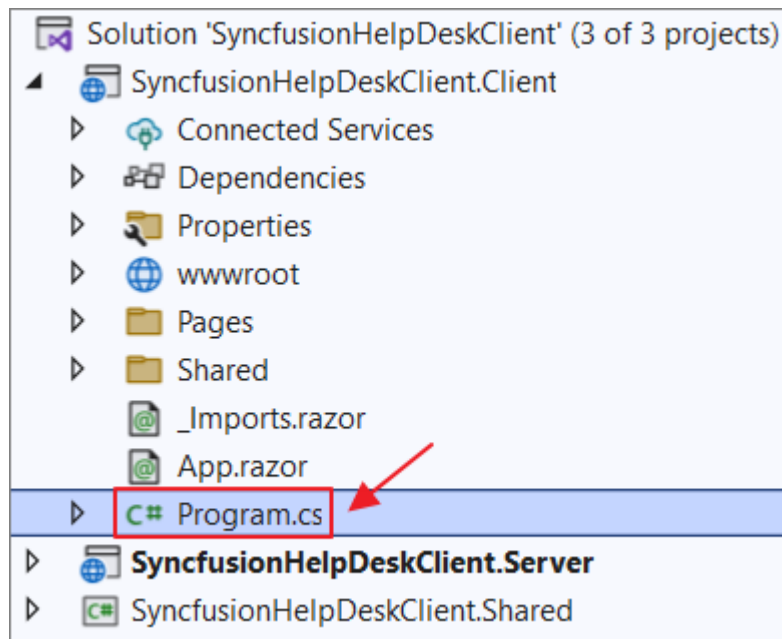 Solution 'SyncfusionHelpDeskClient' (3 of 3 projects)
SyncfusionHelpDeskClient.Client
Connected Services
Dependencies
Properties
wwwroot
Pages
Shared
_Imports.razor
App.razor
C# Program.cs
SyncfusionHelpDeskClient.Server
C# SyncfusionHelpDeskClient.Shared